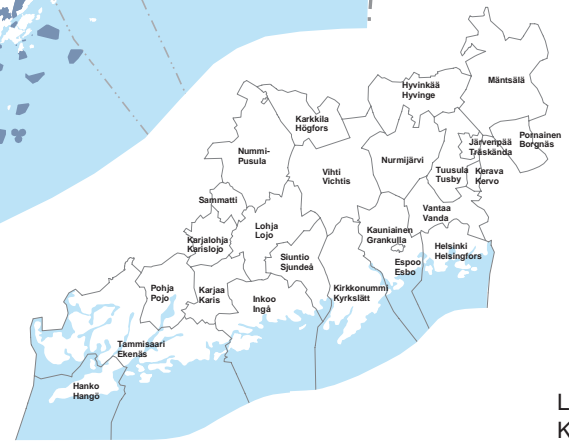 Hyvinkää
Hyvinge
Mäntsälä
Karkkila
Högfors
Pornainen
Borgnäs
Järvenpää
Träskända
Nummi-
Pusula
Nurmijärvi
Vihti
Vichtis
Tuusula
Tusby
Kerava
Kervo
Sammatti
Vantaa
Vanda
Lohja
Lojo
Kauniainen
Grankulla
Karjalohja
Karislojo
Helsinki
Helsingfors
Siuntio
Sjundeå
Espoo
Esbo
Pohja
Pojo
Karjaa
Karis
Kirkkonummi
Kyrkslätt
Inkoo
Ingå
Tammisaari
Ekenäs
Hanko
Hangö
L
K